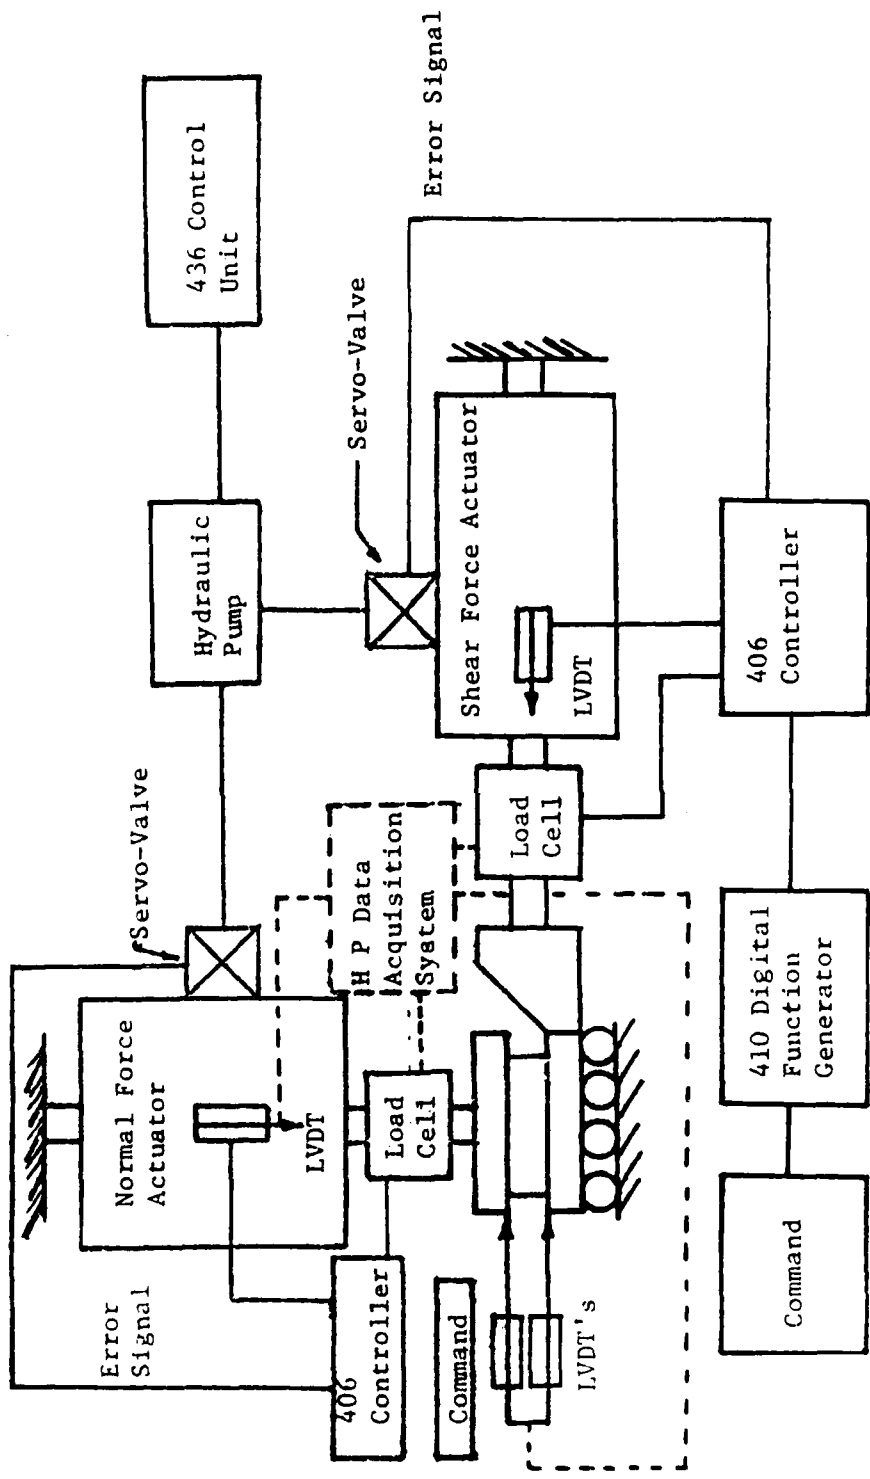 Error
Signal
Normal Force
Actuator
LVDT
Servo-Valve
Hydraulic
Pump
436 Control
Unit
406
Controller
Load
Cell
H P Data
Acquisition
System
Servo-Valve
Error Signal
Command
LVDT's
Load
Cell
Shear Force Actuator
LVDT
Command
410 Digital
Function
Generator
406
Controller